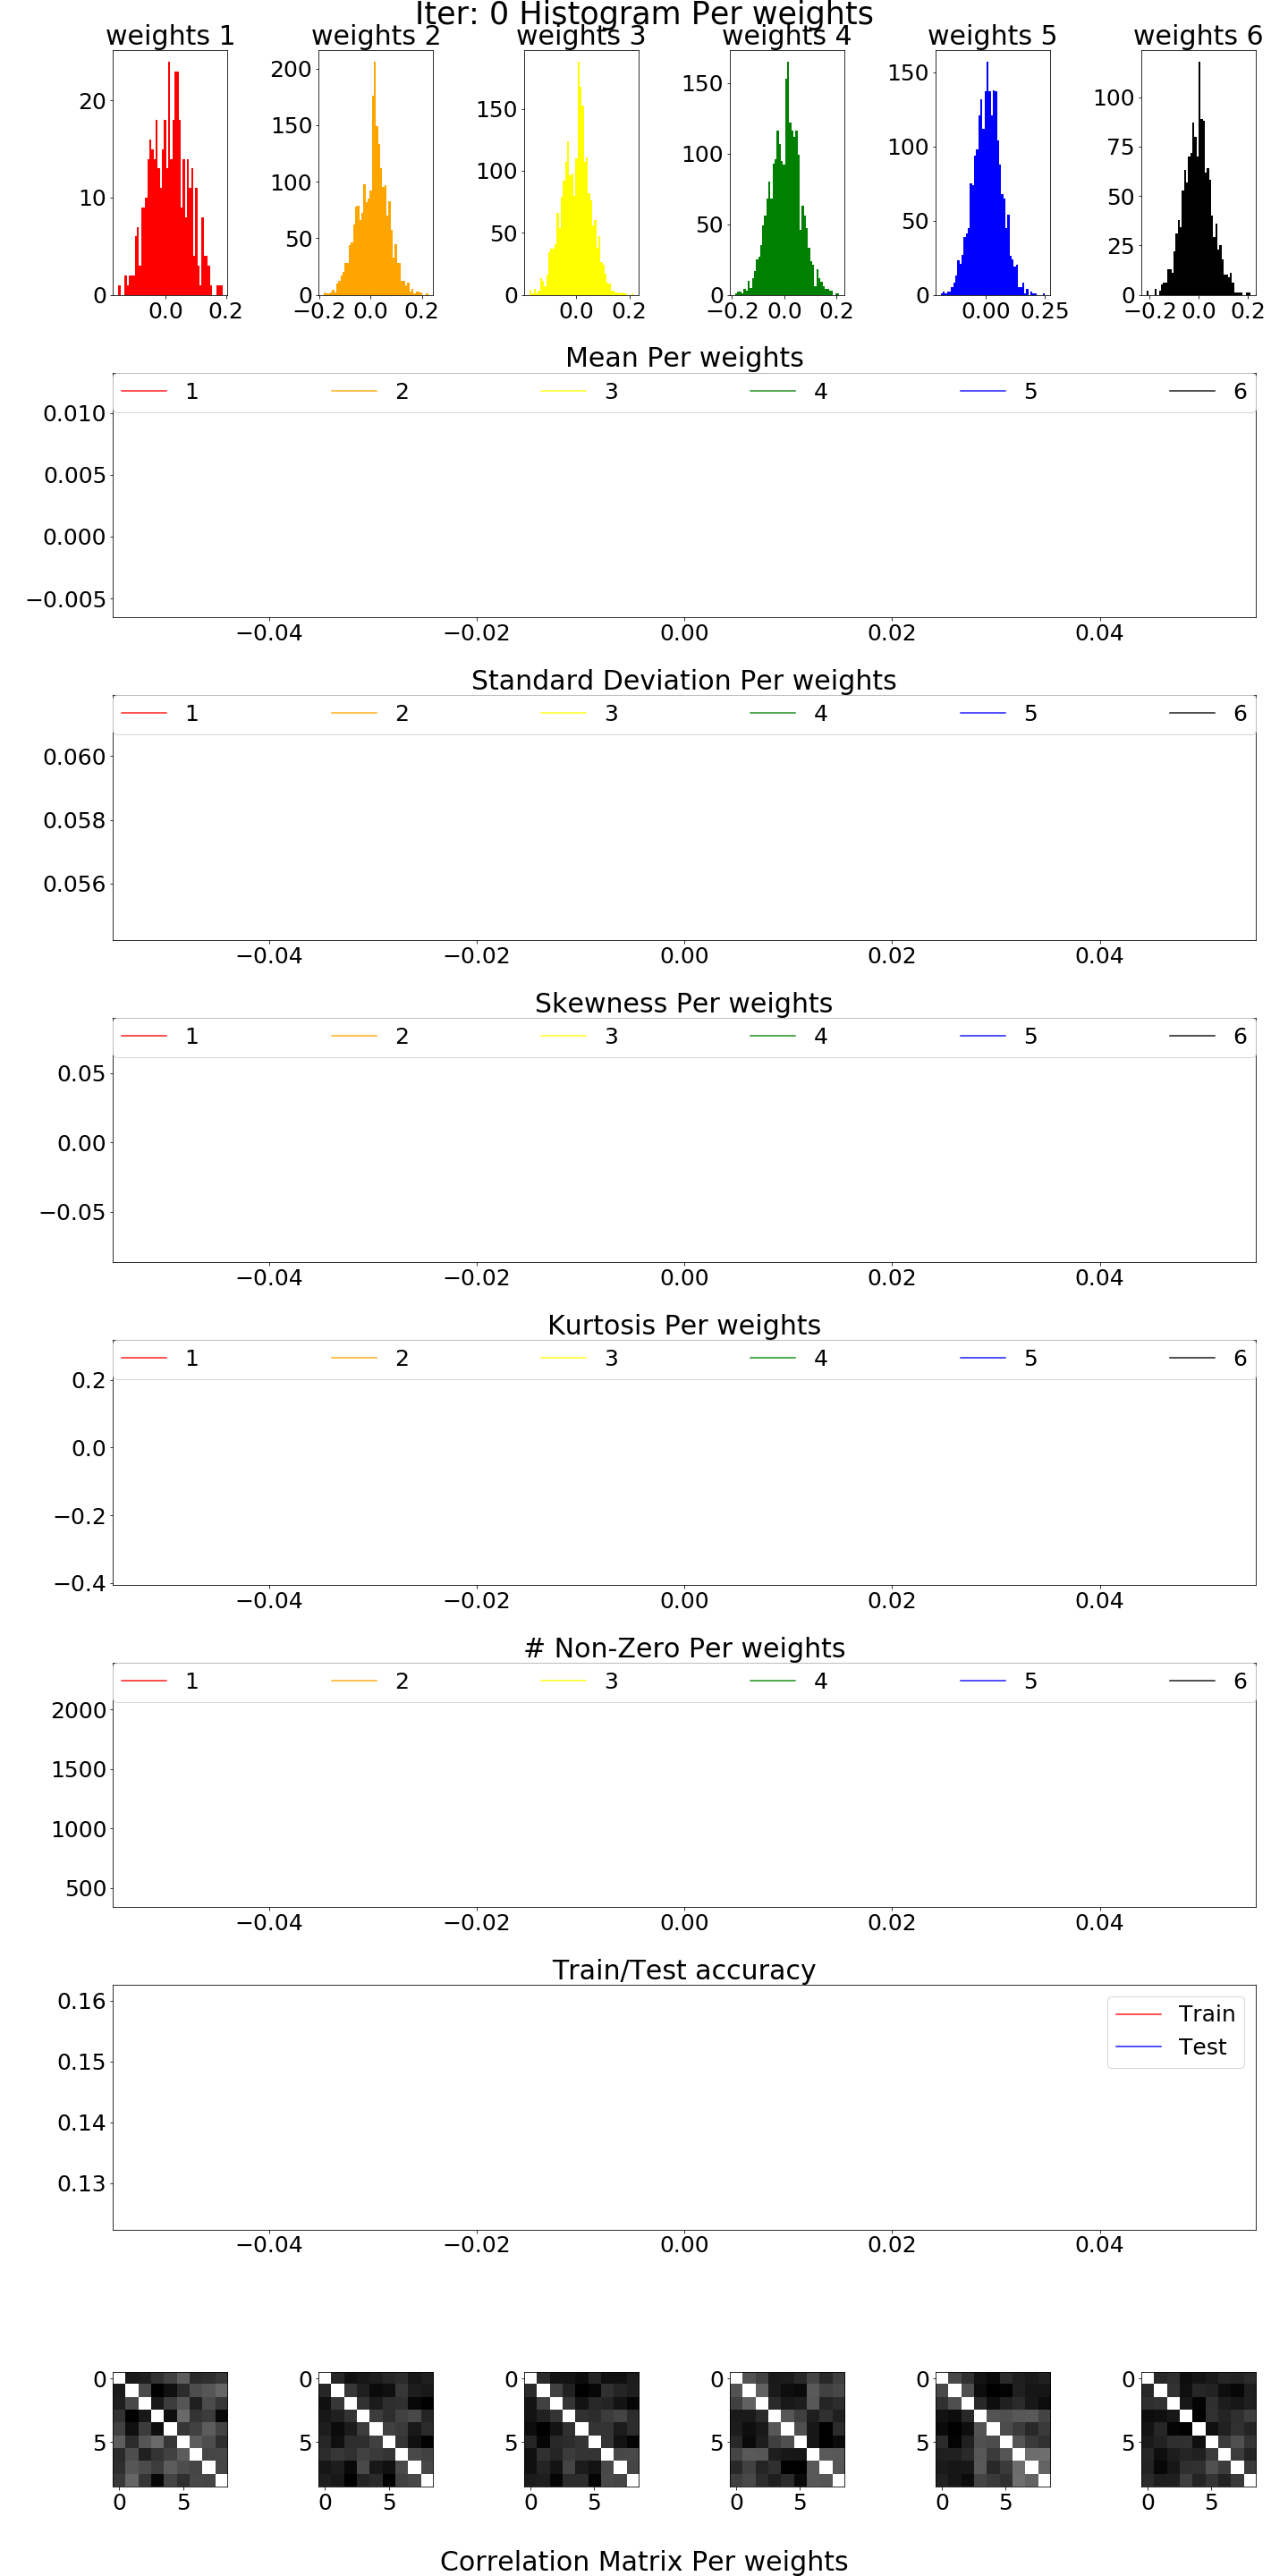 Iter: 0 Histogram Per weights
weights 1 weights 2 weights 3 weights 4 weights 5 weights 6
20
10
0
0.0 0.2
200
150
100
50
0
−0.2 0.0 0.2
150
100
50
0
0.0 0.2
150
100
50
0
−0.2 0.0 0.2
150
100
50
0
0.00 0.25
100
75
50
25
0
−0.2 0.0 0.2
Mean Per weights
1 2 3 4 5 6
0.010
0.005
0.000
−0.005
−0.04 −0.02 0.00 0.02 0.04
Standard Deviation Per weights
1 2 3 4 5 6
0.060
0.058
0.056
−0.04 −0.02 0.00 0.02 0.04
Skewness Per weights
1 2 3 4 5 6
0.05
0.00
−0.05
−0.04 −0.02 0.00 0.02 0.04
Kurtosis Per weights
1 2 3 4 5 6
0.2
0.0
−0.2
−0.4
−0.04 −0.02 0.00 0.02 0.04
# Non-Zero Per weights
1 2 3 4 5 6
2000
1500
1000
500
−0.04 −0.02 0.00 0.02 0.04
Train/Test accuracy
Train
Test
0.16
0.15
0.14
0.13
−0.04 −0.02 0.00 0.02 0.04
0 0 0 0 0 0
5 5 5 5 5 5
0 5 0 5 0 5 0 5 0 5 0 5
Correlation Matrix Per weights